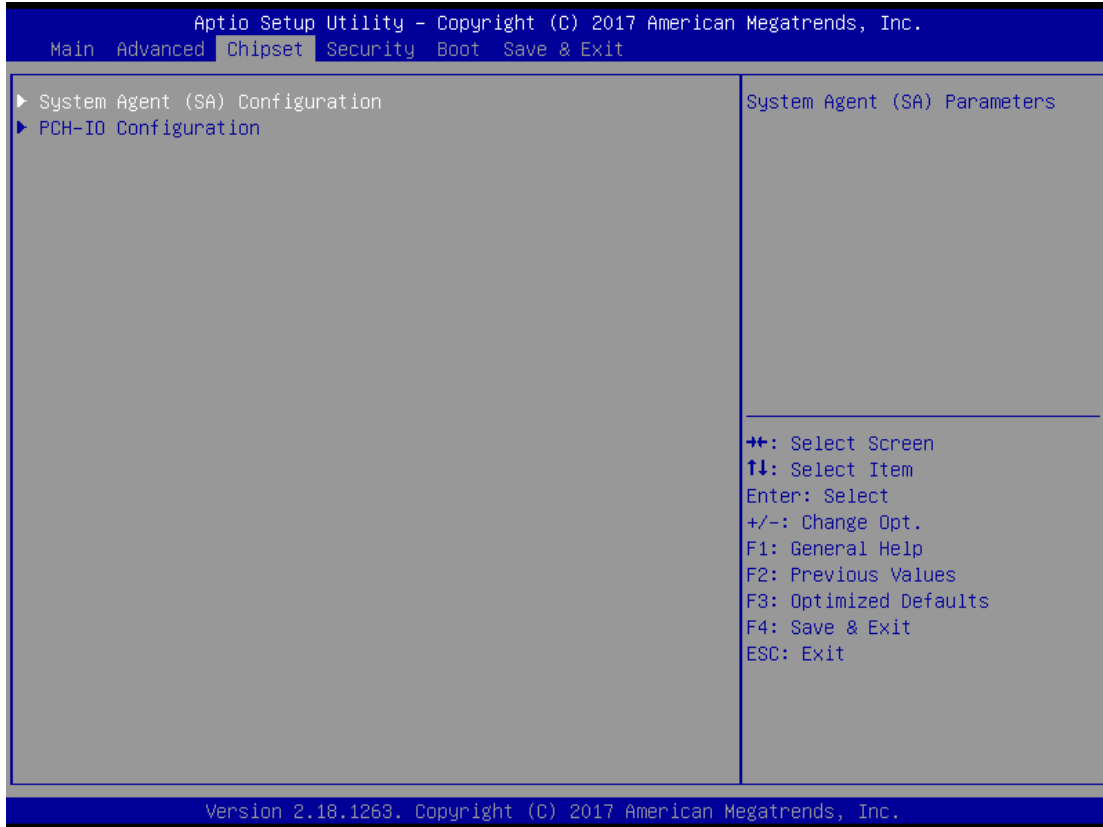 Aptio Setup Utility – Copyright (C) 2017 American Megatrends, Inc.
Main Advanced Chipset Security Boot Save & Exit
▶ System Agent (SA) Configuration
▶ PCH-IO Configuration
System Agent (SA) Parameters
→←: Select Screen
↑↓: Select Item
Enter: Select
+/-: Change Opt.
F1: General Help
F2: Previous Values
F3: Optimized Defaults
F4: Save & Exit
ESC: Exit
Version 2.18.1263. Copyright (C) 2017 American Megatrends, Inc.